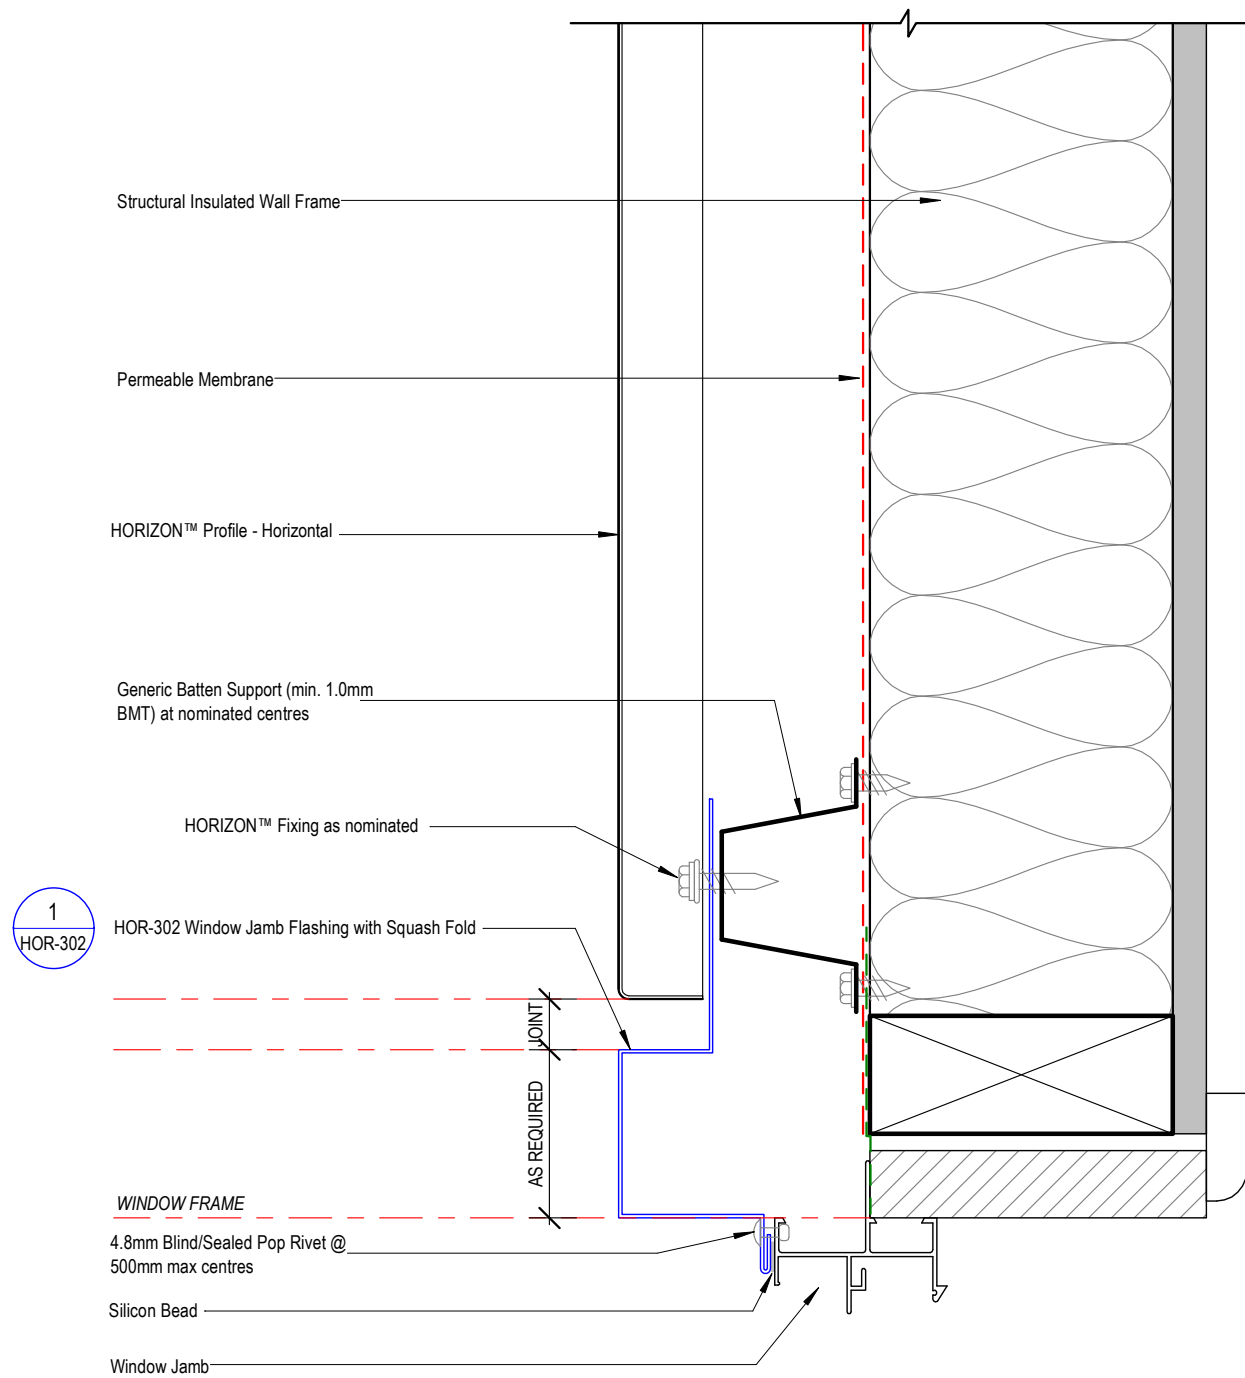 Structural Insulated Wall Frame
Permeable Membrane
HORIZON™ Profile - Horizontal
Generic Batten Support (min. 1.0mm
BMT) at nominated centres
HORIZON™ Fixing as nominated
1
HOR-302
HOR-302 Window Jamb Flashing with Squash Fold
JOINT
AS REQUIRED
WINDOW FRAME
4.8mm Blind/Sealed Pop Rivet @
500mm max centres
Silicon Bead
Window Jamb